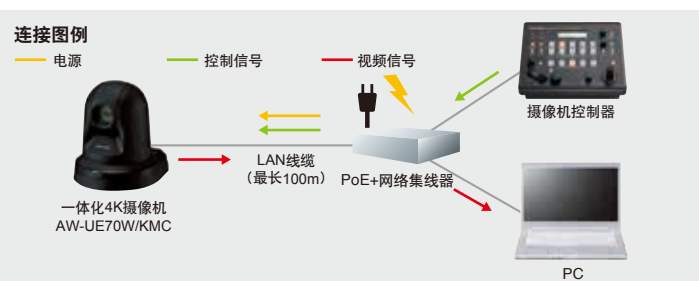 连接图例
电源
控制信号
视频信号
摄像机控制器
LAN线缆
（最长100m）
PoE+网络集线器
一体化4K摄像机
AW-UE70W/KMC
PC